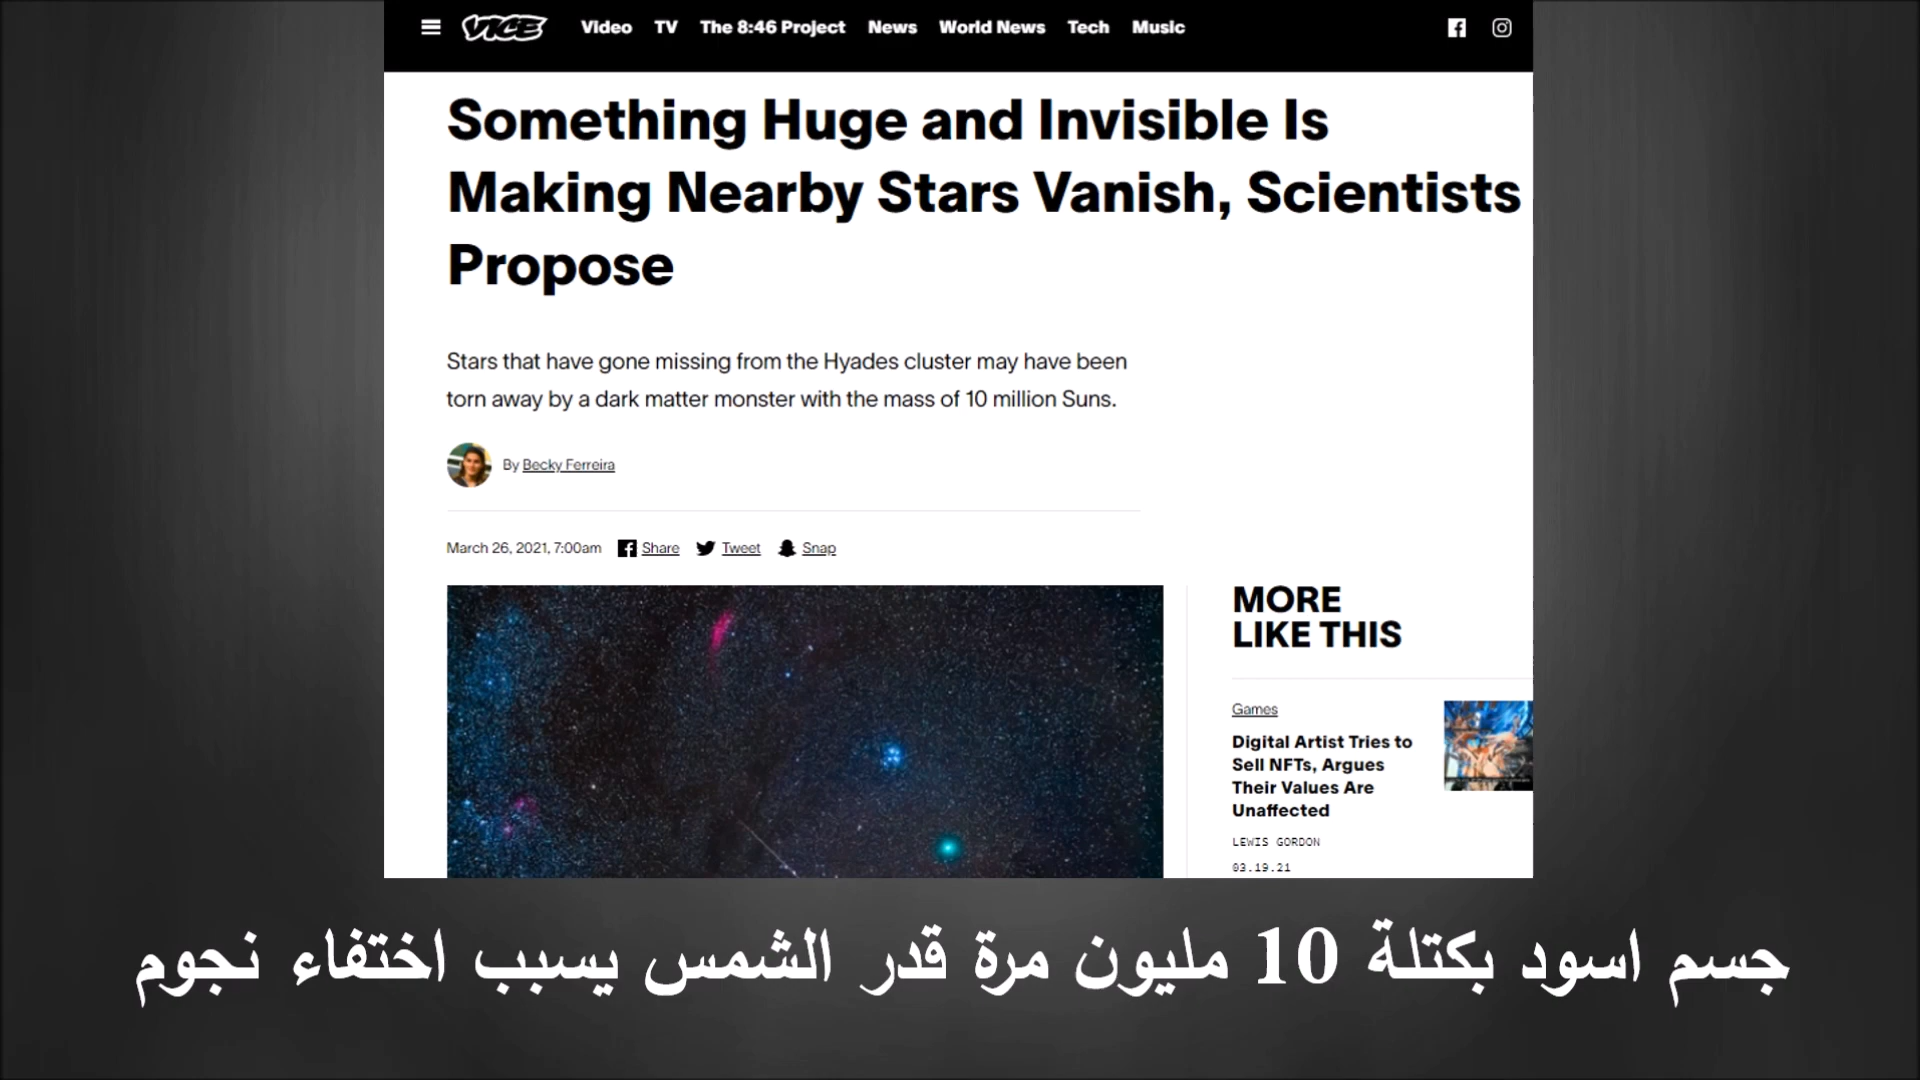 VICE Video TV The 8:46 Project News World News Tech Music
Something Huge and Invisible Is
Making Nearby Stars Vanish, Scientists
Propose
Stars that have gone missing from the Hyades cluster may have been
torn away by a dark matter monster with the mass of 10 million Suns.
By Becky Ferreira
March 26, 2021, 7:00am Share Tweet Snap
MORE
LIKE THIS
Games
Digital Artist Tries to
Sell NFTs, Argues
Their Values Are
Unaffected
LEWIS GORDON
03.19.21
جسم اسود بكتلة 10 مليون مرة قدر الشمس يسبب اختفاء نجوم